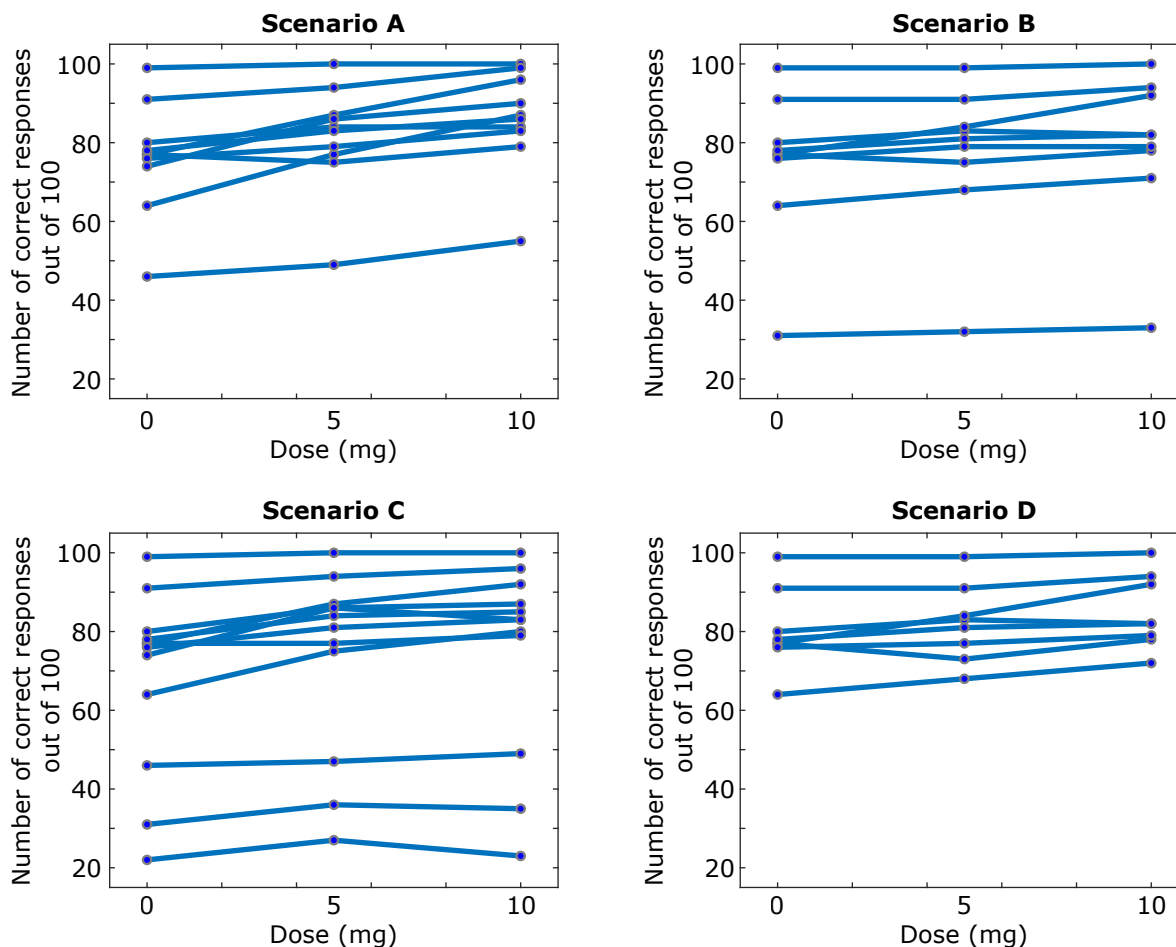 Scenario A
Number of correct responses
out of 100
100
80
60
40
20
0 5 10
Dose (mg)
Scenario B
Number of correct responses
out of 100
100
80
60
40
20
0 5 10
Dose (mg)
Scenario C
Number of correct responses
out of 100
100
80
60
40
20
0 5 10
Dose (mg)
Scenario D
Number of correct responses
out of 100
100
80
60
40
20
0 5 10
Dose (mg)